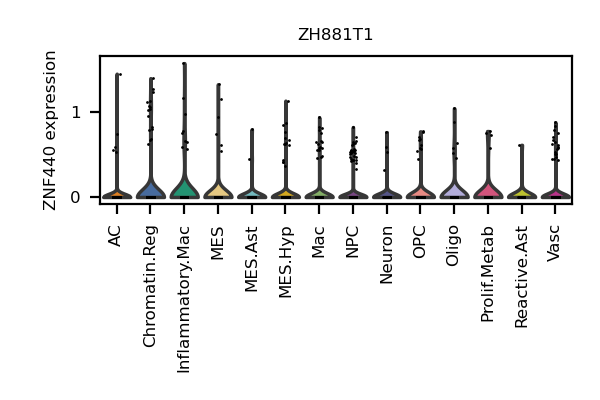 ZH881T1
ZNF440 expression
1
0
AC
Chromatin.Reg
Inflammatory.Mac
MES
MES.Ast
MES.Hyp
Mac
NPC
Neuron
OPC
Oligo
Prolif.Metab
Reactive.Ast
Vasc